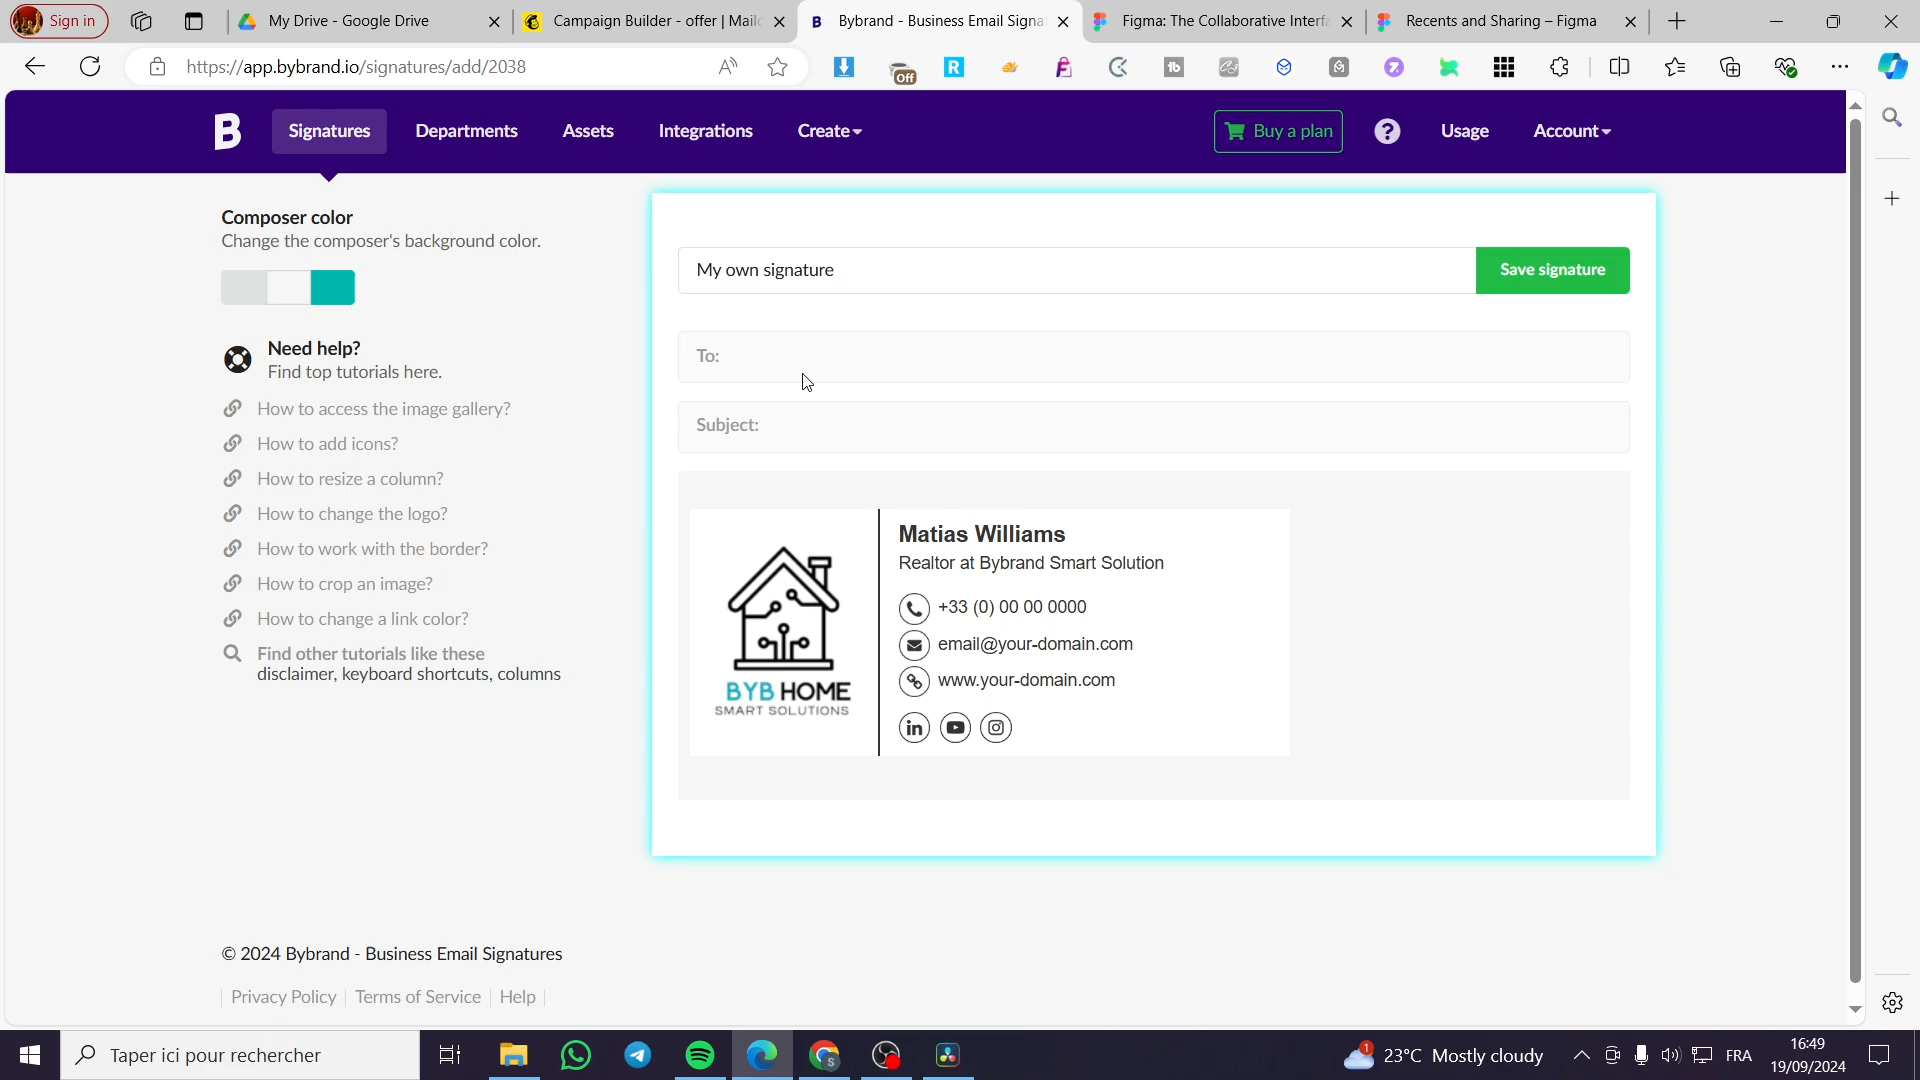 Sign in
My Drive - Google Drive
Campaign Builder - offer | Mailc
Bybrand - Business Email Signa
Figma: The Collaborative Interfa
Recents and Sharing – Figma
https://app.bybrand.io/signatures/add/2038
Off
Signatures
Departments
Assets
Integrations
Create
Buy a plan
?
Usage
Account
Composer color
Change the composer's background color.
Need help?
Find top tutorials here.
How to access the image gallery?
How to add icons?
How to resize a column?
How to change the logo?
How to work with the border?
How to crop an image?
How to change a link color?
Find other tutorials like these
disclaimer, keyboard shortcuts, columns
My own signature
Save signature
To:
Subject:
BYB HOME
SMART SOLUTIONS
Matias Williams
Realtor at Bybrand Smart Solution
+33 (0) 00 00 0000
email@your-domain.com
www.your-domain.com
© 2024 Bybrand - Business Email Signatures
Privacy Policy
Terms of Service
Help
Taper ici pour rechercher
1
23°C Mostly cloudy
FRA
16:49
19/09/2024